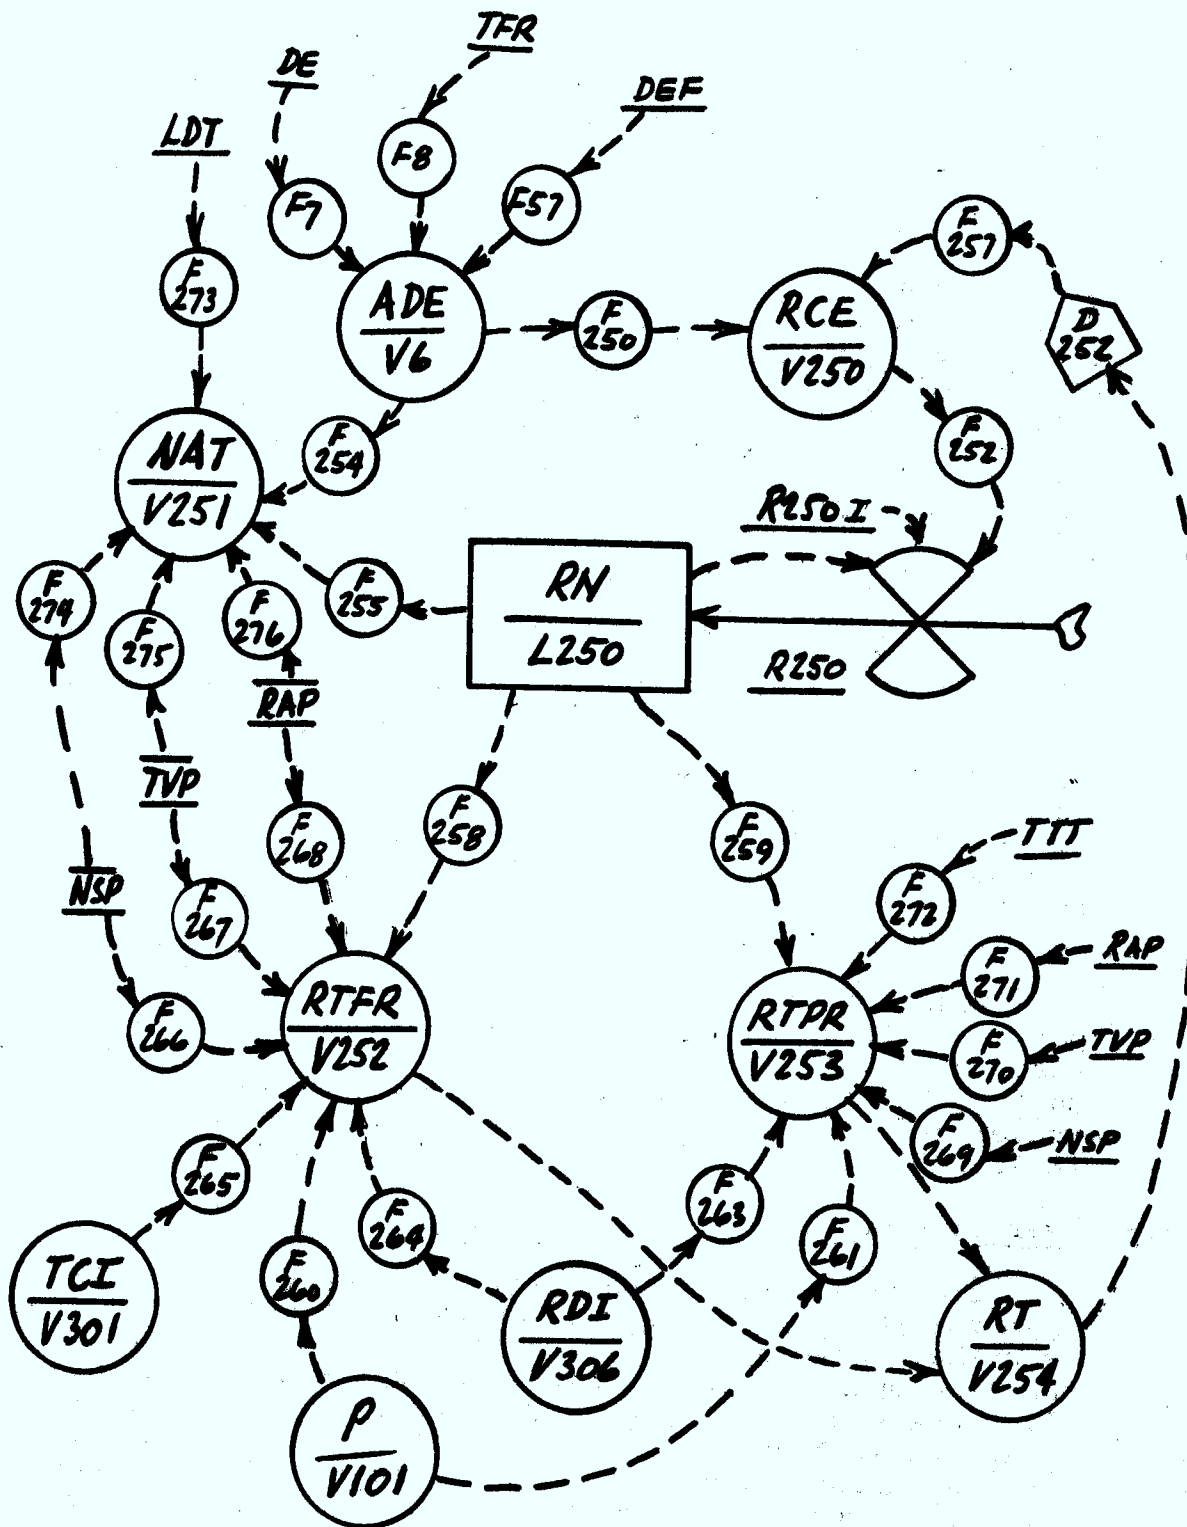 TFR
DE
DEF
LDT
F8
F7
F57
F
257
F
273
ADE
V6
F
250
RCE
V250
D
252
F
254
F
252
NAT
V251
R250I
F
274
F
275
F
276
F
255
RN
L250
R250
RAP
TVP
NSP
F
268
F
258
F
259
TTT
F
272
F
267
RAP
F
271
F
266
RTFR
V252
RTPR
V253
F
270
TVP
F
269
NSP
F
265
F
264
F
263
F
261
F
260
TCI
V301
RDI
V306
RT
V254
P
V101